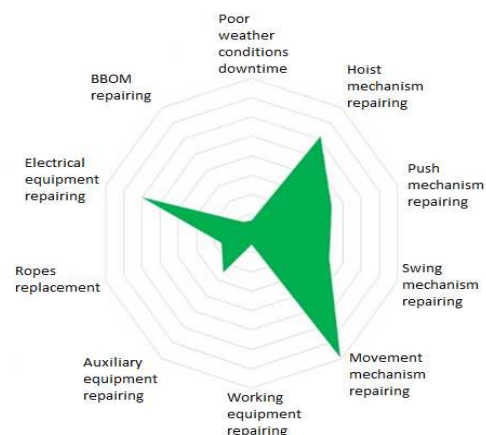 Poor
weather
conditions
downtime
Hoist
mechanism
repairing
Push
mechanism
repairing
Swing
mechanism
repairing
Movement
mechanism
repairing
Working
equipment
repairing
Auxiliary
equipment
repairing
Ropes
replacement
Electrical
equipment
repairing
BBOM
repairing